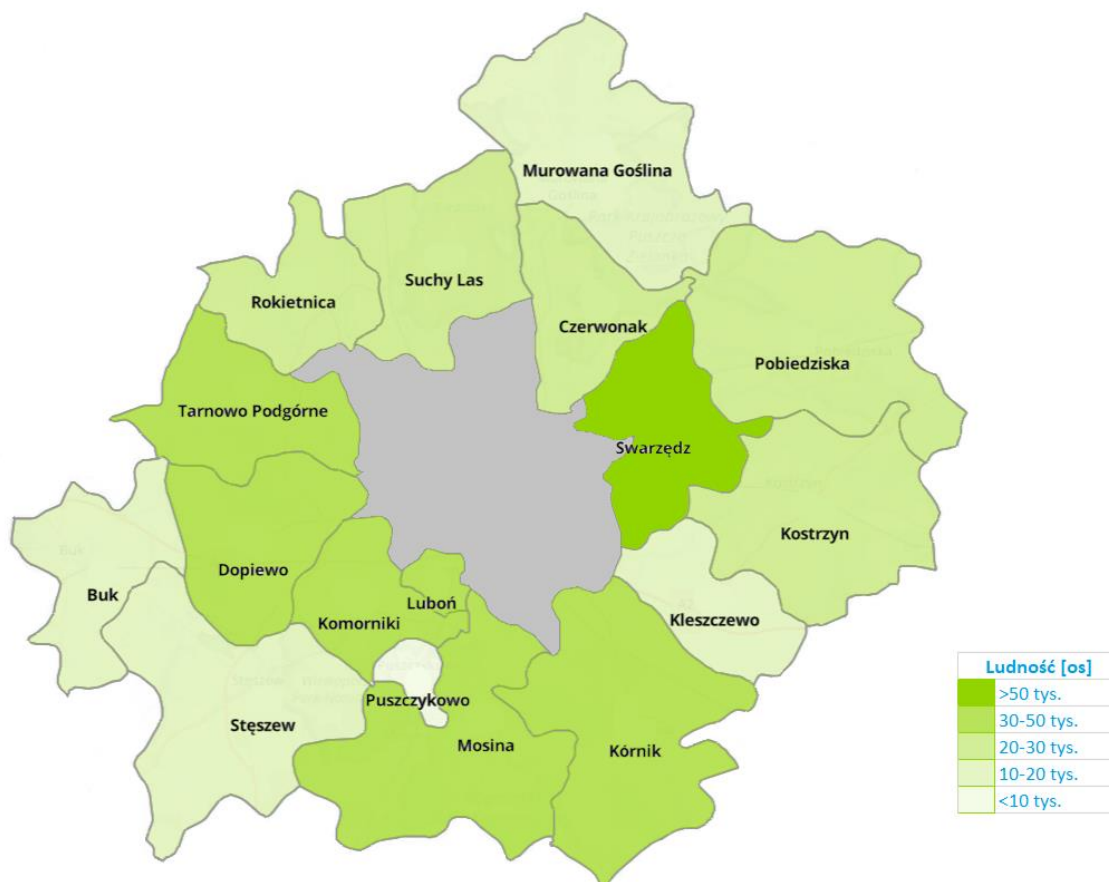 Murowana Goślina
Suchy Las
Rokietnica
Czerwonak
Pobiedziska
Tarnowo Podgórne
Swarzędz
Kostrzyn
Dopiewo
Buk
Luboń
Komorniki
Kleszczewo
Puszczykowo
Stęszew
Mosina
Kórnik
Ludność [os]
>50 tys.
30-50 tys.
20-30 tys.
10-20 tys.
<10 tys.